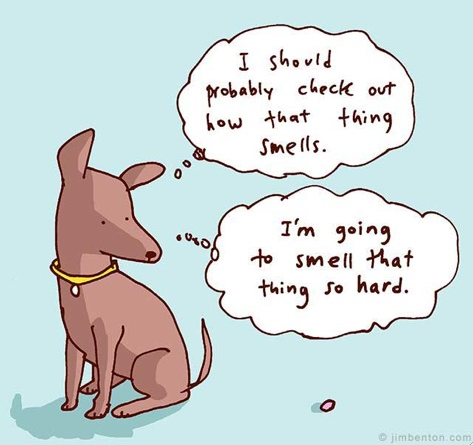 I should
probably check out
how that thing
smells.
I'm going
to smell that
thing so hard.
© jimbenton.com